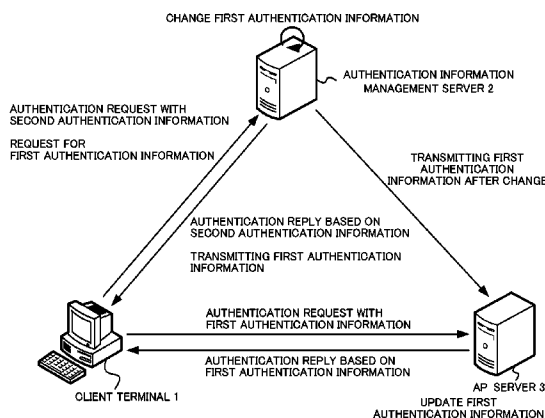 CHANGE FIRST AUTHENTICATION INFORMATION
AUTHENTICATION INFORMATION
MANAGEMENT SERVER 2
AUTHENTICATION REQUEST WITH
SECOND AUTHENTICATION INFORMATION
REQUEST FOR
FIRST AUTHENTICATION INFORMATION
TRANSMITTING FIRST
AUTHENTICATION
INFORMATION AFTER CHANGE
AUTHENTICATION REPLY BASED ON
SECOND AUTHENTICATION INFORMATION
TRANSMITTING FIRST AUTHENTICATION
INFORMATION
AUTHENTICATION REQUEST WITH
FIRST AUTHENTICATION INFORMATION
AUTHENTICATION REPLY BASED ON
FIRST AUTHENTICATION INFORMATION
CLIENT TERMINAL 1
AP SERVER 3
UPDATE FIRST
AUTHENTICATION INFORMATION